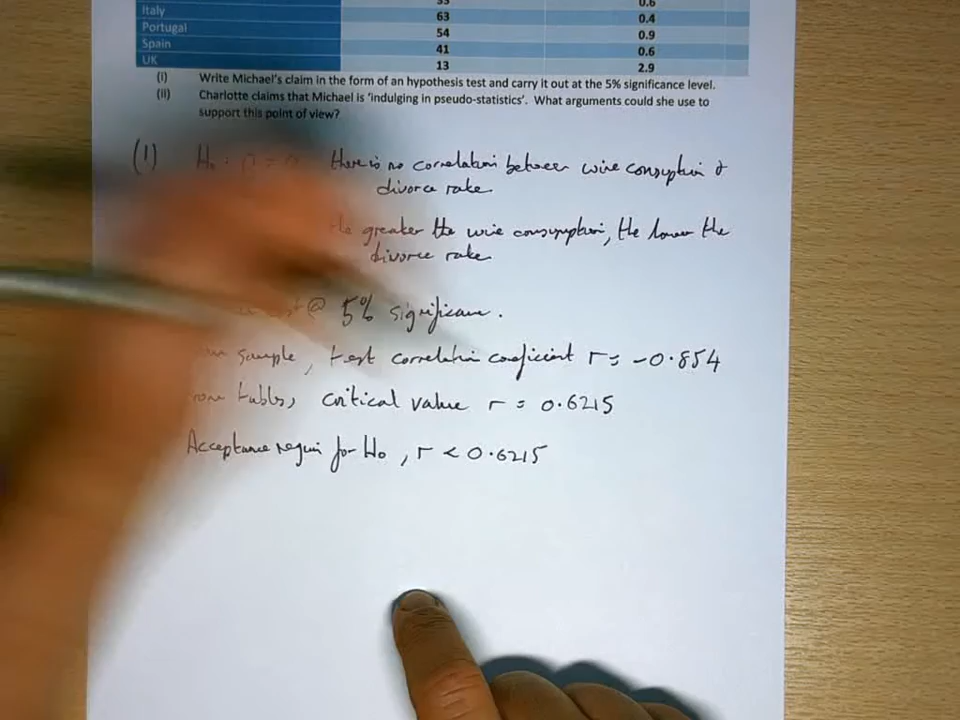 Italy
Portugal 63 0.4
Spain 54 0.9
UK 41 0.6
13 2.9
(i) Write Michael's claim in the form of an hypothesis test and carry it out at the 5% significance level.
(ii) Charlotte claims that Michael is 'indulging in pseudo-statistics'. What arguments could she use to
support this point of view?
(1) H₀ : there is no correlation between wine consumption &
divorce rate
greater the wine consumption, the lower the
divorce rate
@ 5% significance.
sample, test correlation coeficient r = -0.854
tables, critical value r = 0.6215
Acceptance region for H₀, r < 0.6215